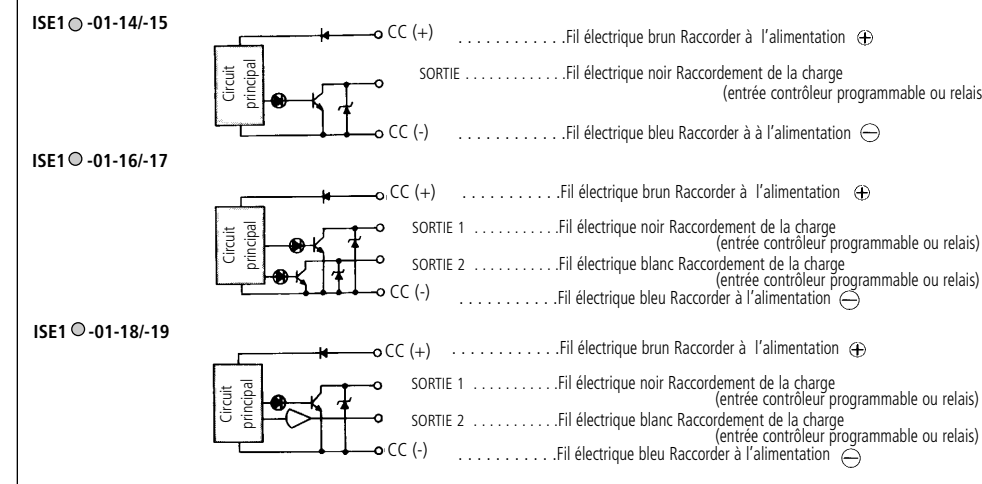 ISE1 -01-14/-15
CC (+) . . . . . . . . . . . .Fil électrique brun Raccorder à l'alimentation ⊕
Circuit principal
SORTIE . . . . . . . . . . . .Fil électrique noir Raccordement de la charge
(entrée contrôleur programmable ou relais
CC (-) . . . . . . . . . . . .Fil électrique bleu Raccorder à à l'alimentation ⊖
ISE1 -01-16/-17
CC (+) . . . . . . . . . . .Fil électrique brun Raccorder à l'alimentation ⊕
Circuit principal
SORTIE 1 . . . . . . . . . . .Fil électrique noir Raccordement de la charge
(entrée contrôleur programmable ou relais)
SORTIE 2 . . . . . . . . . . .Fil électrique blanc Raccordement de la charge
(entrée contrôleur programmable ou relais)
CC (-) . . . . . . . . . . .Fil électrique bleu Raccorder à l'alimentation ⊖
ISE1 -01-18/-19
CC (+) . . . . . . . . . . . .Fil électrique brun Raccorder à l'alimentation ⊕
Circuit principal
SORTIE 1 . . . . . . . . . . .Fil électrique noir Raccordement de la charge
(entrée contrôleur programmable ou relais)
SORTIE 2 . . . . . . . . . . .Fil électrique blanc Raccordement de la charge
(entrée contrôleur programmable ou relais)
CC (-) . . . . . . . . . . .Fil électrique bleu Raccorder à l'alimentation ⊖